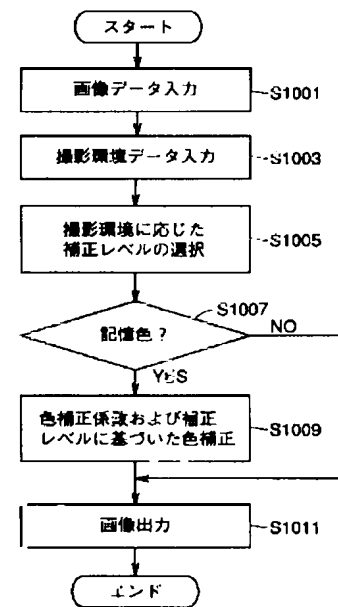 スタート
画像データ入力
S1001
撮影環境データ入力
S1003
撮影環境に応じた
補正レベルの選択
S1005
S1007
記憶色？
NO
YES
色補正係数および補正
レベルに基づいた色補正
S1009
画像出力
S1011
エンド